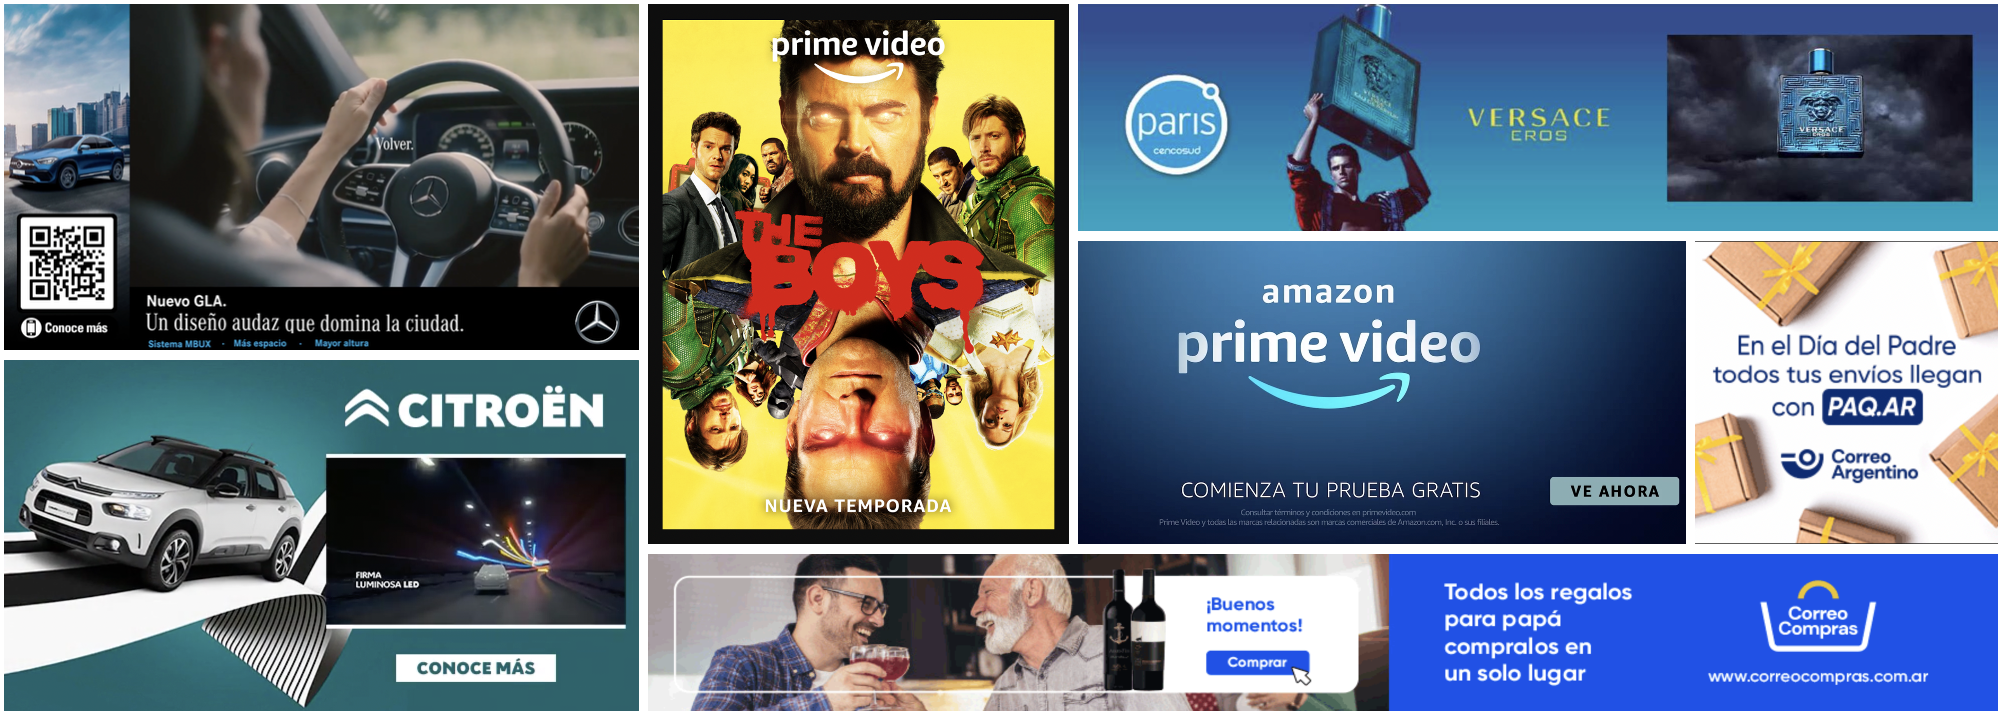 Volver.
Conoce más
Nuevo GLA.
Un diseño audaz que domina la ciudad.
Sistema MBUX - Más espacio - Mayor altura
CITROËN
FIRMA
LUMINOSA LED
CONOCE MÁS
prime video
THE
BOYS
NUEVA TEMPORADA
paris
cencosud
VERSACE
EROS
VERSACE
EROS
amazon
prime video
COMIENZA TU PRUEBA GRATIS
VE AHORA
Consultar términos y condiciones en primevideo.com
Prime Video y todas las marcas relacionadas son marcas comerciales de Amazon.com, Inc. o sus filiales.
En el Día del Padre
todos tus envíos llegan
con PAQ.AR
Correo
Argentino
¡Buenos
momentos!
Comprar
Todos los regalos
para papá
compralos en
un solo lugar
Correo
Compras
www.correocompras.com.ar